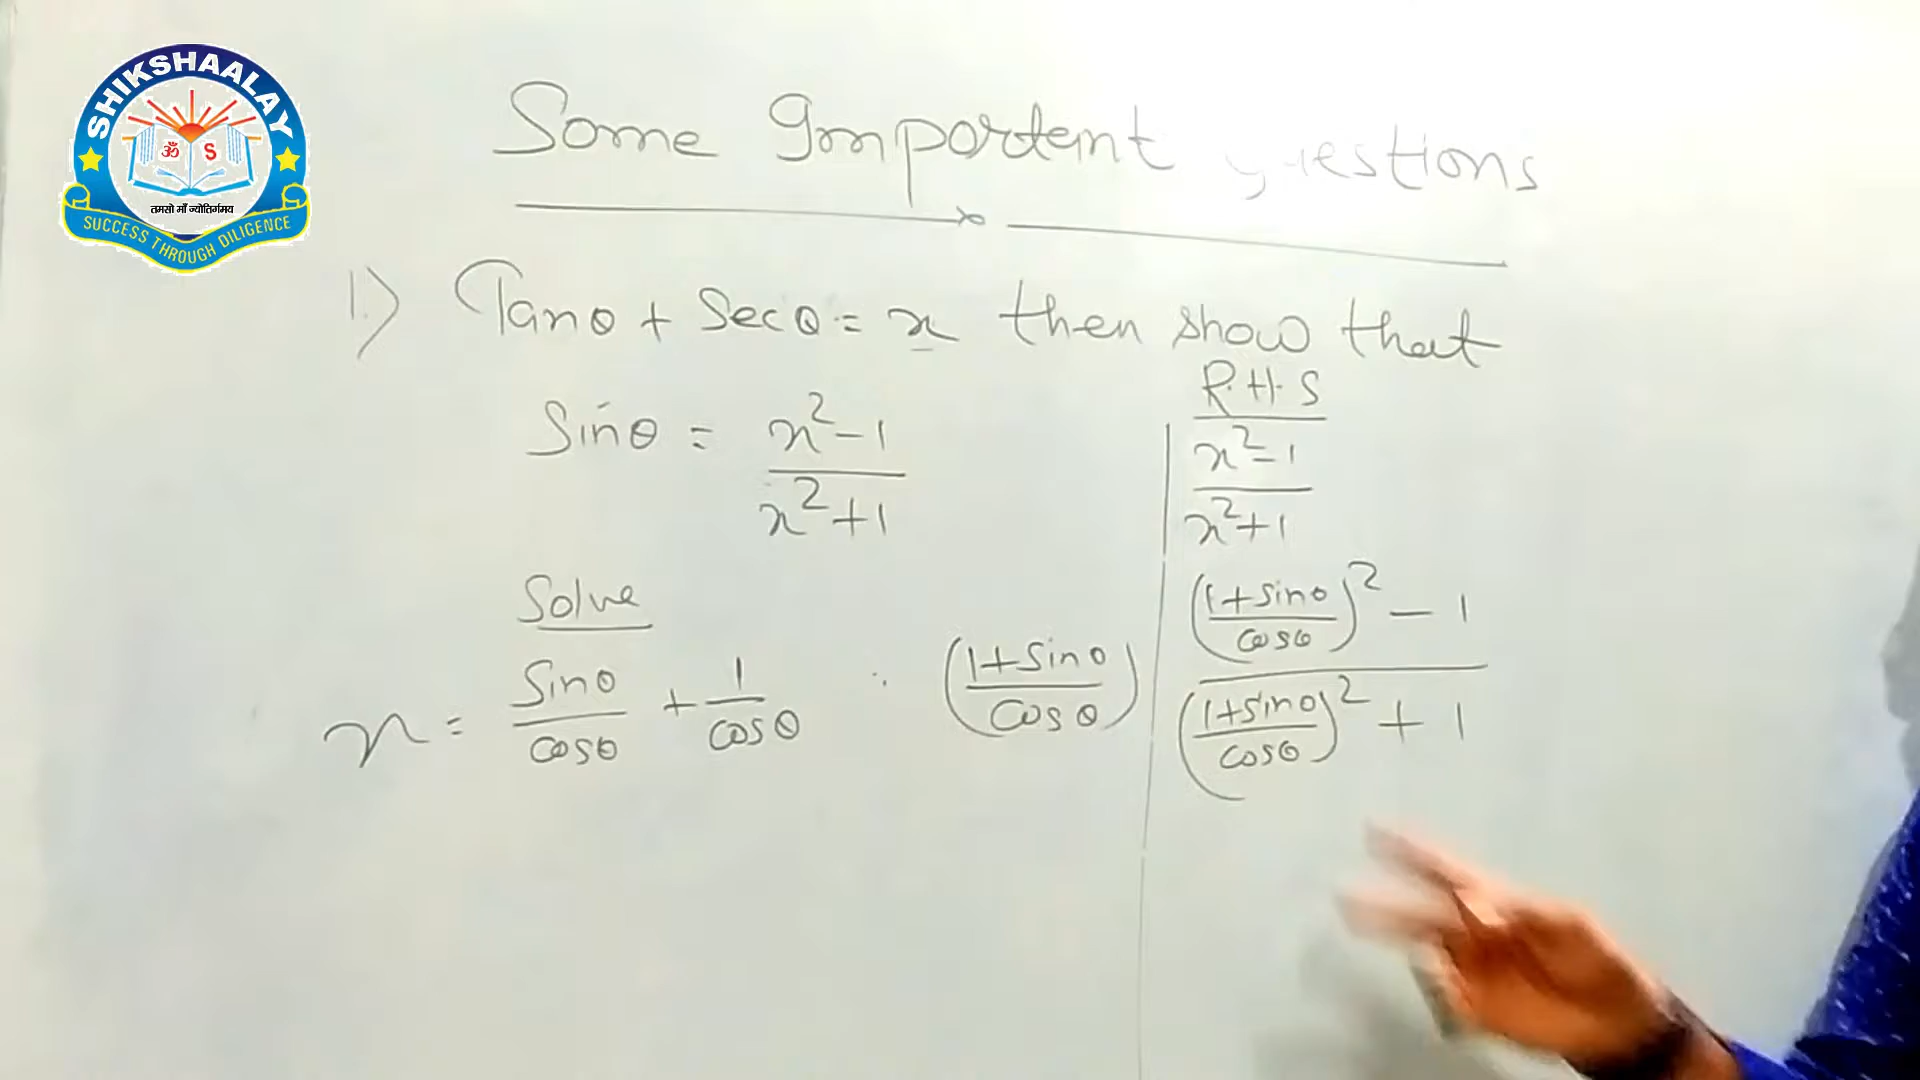 SHIKSHAALAY
ॐ S
तमसो माँ ज्योतिर्गमय
SUCCESS THROUGH DILIGENCE
Some Importent Questions
1.) Tanθ + Secθ = x then show that
Sinθ = x²-1 / x²+1
R.H.S
x²-1 / x²+1
Solve
x = Sinθ/cosθ + 1/cosθ : (1+Sinθ/cosθ)
(1+sinθ/cosθ)² - 1
(1+sinθ/cosθ)² + 1